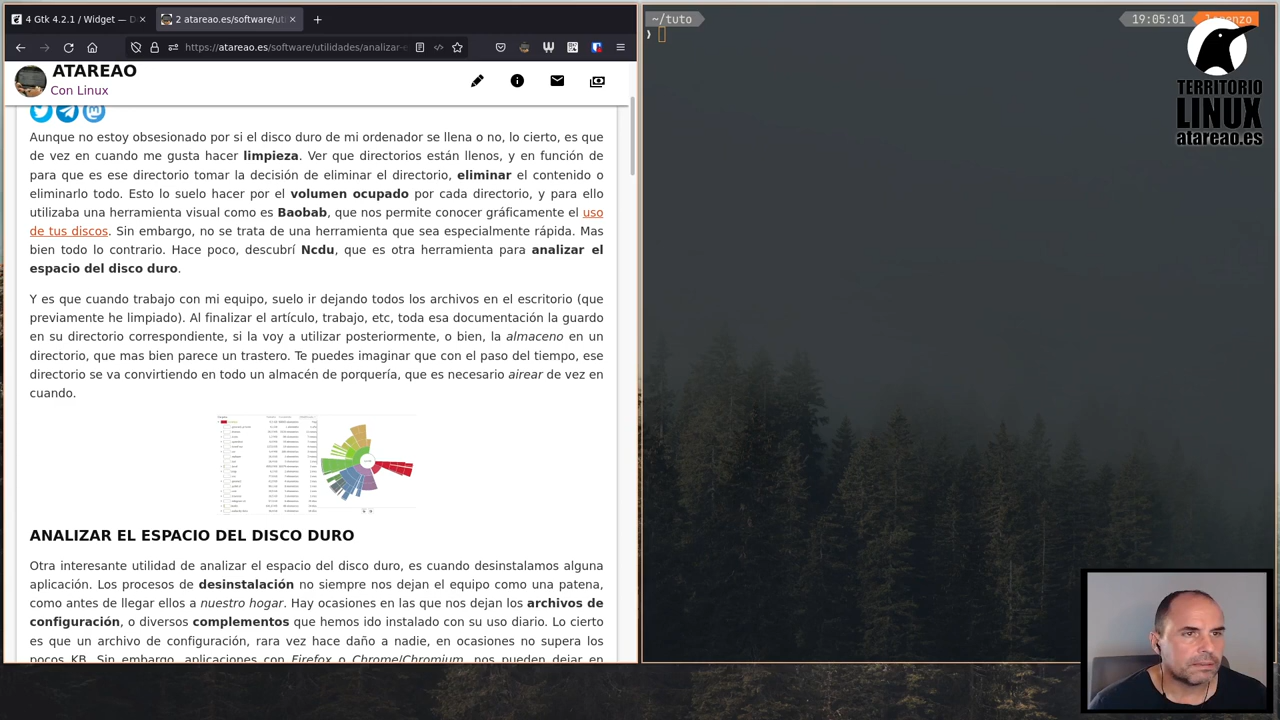 4 Gtk 4.2.1 / Widget — D
2 atareao.es/software/uti
https://atareao.es/software/utilidades/analizar-e
ATAREAO
Con Linux
Aunque no estoy obsesionado por si el disco duro de mi ordenador se llena o no, lo cierto, es que
de vez en cuando me gusta hacer limpieza. Ver que directorios están llenos, y en función de
para que es ese directorio tomar la decisión de eliminar el directorio, eliminar el contenido o
eliminarlo todo. Esto lo suelo hacer por el volumen ocupado por cada directorio, y para ello
utilizaba una herramienta visual como es Baobab, que nos permite conocer gráficamente el uso
de tus discos. Sin embargo, no se trata de una herramienta que sea especialmente rápida. Mas
bien todo lo contrario. Hace poco, descubrí Ncdu, que es otra herramienta para analizar el
espacio del disco duro.
Y es que cuando trabajo con mi equipo, suelo ir dejando todos los archivos en el escritorio (que
previamente he limpiado). Al finalizar el artículo, trabajo, etc, toda esa documentación la guardo
en su directorio correspondiente, si la voy a utilizar posteriormente, o bien, la almaceno en un
directorio, que mas bien parece un trastero. Te puedes imaginar que con el paso del tiempo, ese
directorio se va convirtiendo en todo un almacén de porquería, que es necesario airear de vez en
cuando.
ANALIZAR EL ESPACIO DEL DISCO DURO
Otra interesante utilidad de analizar el espacio del disco duro, es cuando desinstalamos alguna
aplicación. Los procesos de desinstalación no siempre nos dejan el equipo como una patena,
como antes de llegar ellos a nuestro hogar. Hay ocasiones en las que nos dejan los archivos de
configuración, o diversos complementos que hemos ido instalado con su uso diario. Lo cierto
es que un archivo de configuración, rara vez hace daño a nadie, en ocasiones no supera los
pocos KB. Sin embargo, aplicaciones con Firefox o Chrome/Chromium, nos pueden dejar en
~/tuto
19:05:01
lorenzo
TERRITORIO
LINUX
atareao.es